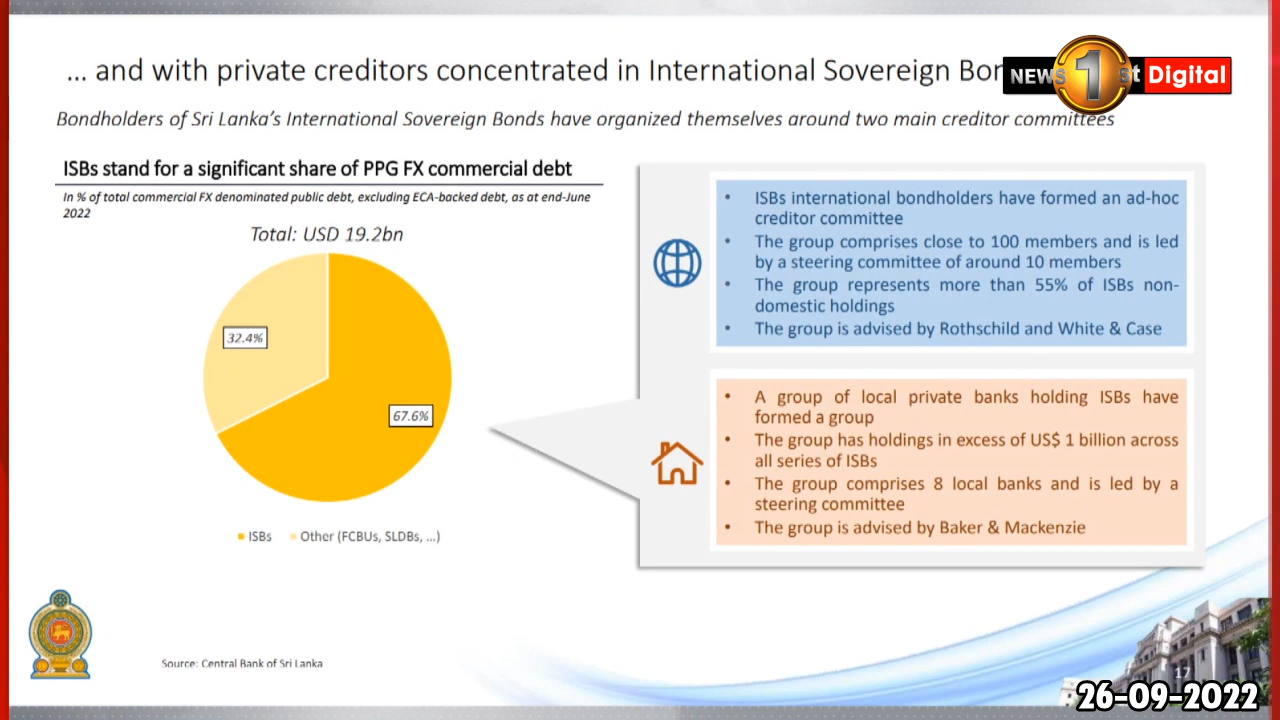 ... and with private creditors concentrated in International Sovereign
NEWS 1st Digital
Bondholders of Sri Lanka's International Sovereign Bonds have organized themselves around two main creditor committees
ISBs stand for a significant share of PPG FX commercial debt
In % of total commercial FX denominated public debt, excluding ECA-backed debt, as at end-June
2022
Total: USD 19.2bn
32.4%
67.6%
ISBs
Other (FCBUs, SLDBs, ...)
• ISBs international bondholders have formed an ad-hoc
creditor committee
• The group comprises close to 100 members and is led
by a steering committee of around 10 members
• The group represents more than 55% of ISBs non-
domestic holdings
• The group is advised by Rothschild and White & Case
• A group of local private banks holding ISBs have
formed a group
• The group has holdings in excess of US$ 1 billion across
all series of ISBs
• The group comprises 8 local banks and is led by a
steering committee
• The group is advised by Baker & Mackenzie
Source: Central Bank of Sri Lanka
17
26-09-2022